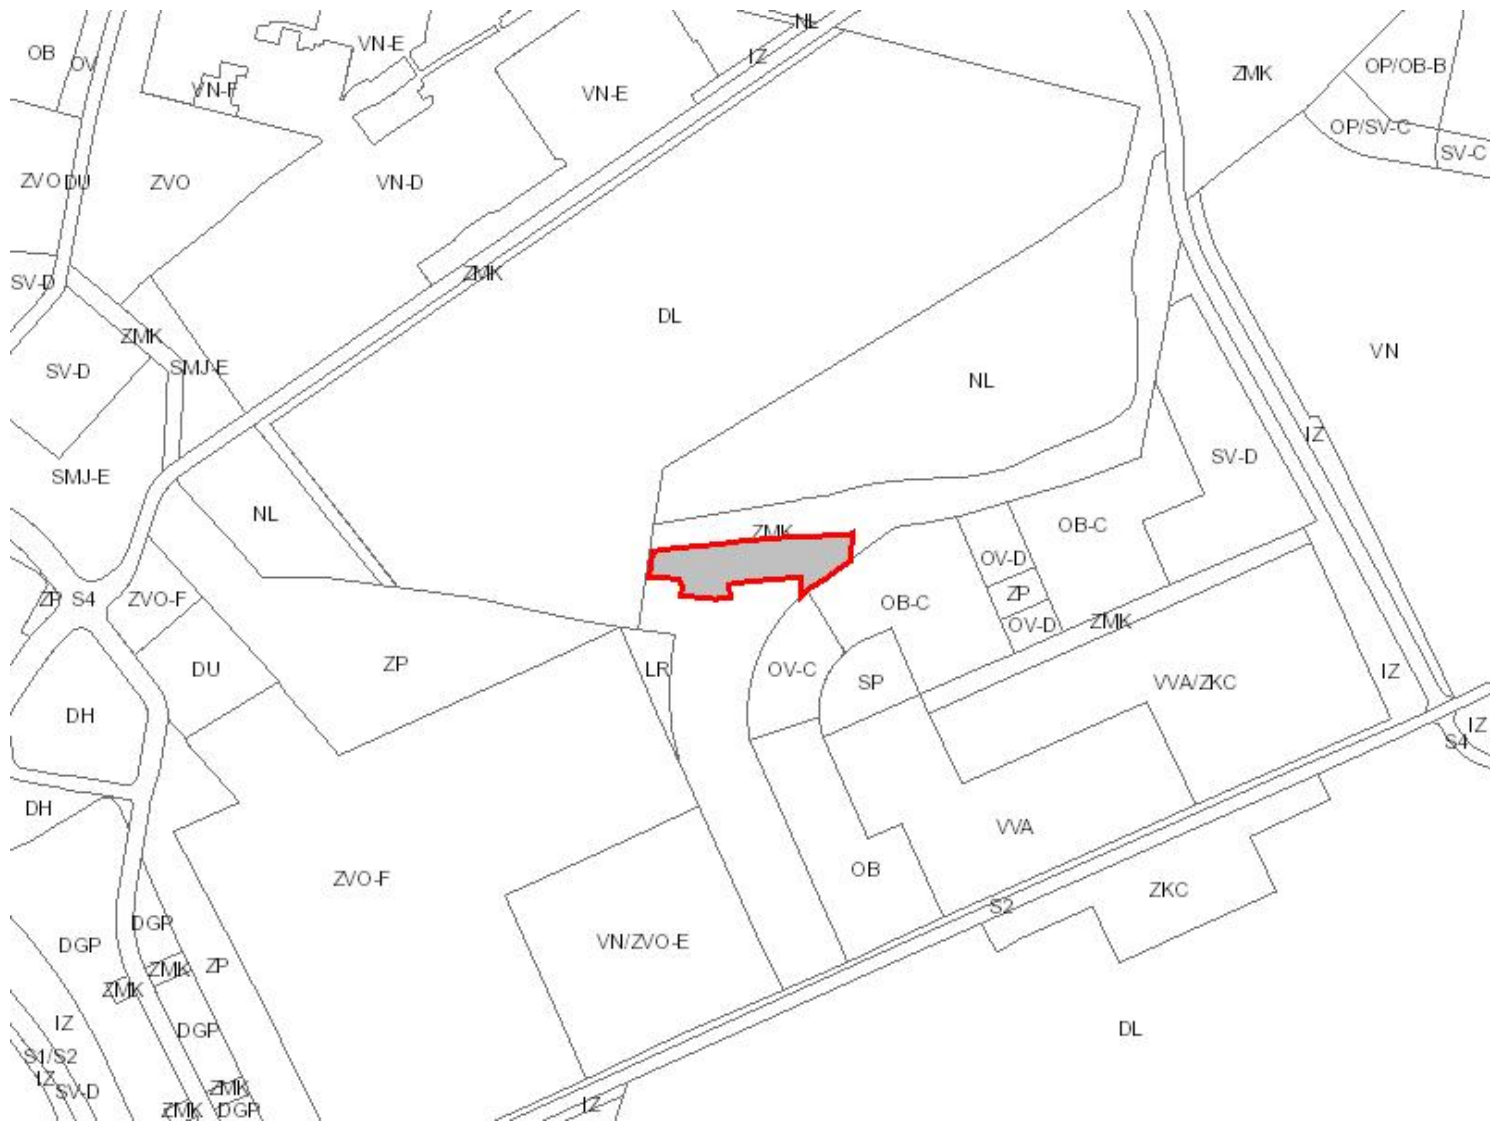 NL
OB
OV
VN-E
IZ
VN-F
VN-E
ZMK
OP/OB-B
OP/SV-C
SV-C
ZVO
DU
ZVO
VN-D
SV-D
ZMK
DL
ZMK
SV-D
SMJ-E
NL
VN
IZ
SMJ-E
SV-D
NL
ZMK
OB-C
OV-D
ZP
S4
ZVO-F
ZP
OB-C
OV-D
ZMK
ZP
DU
LR
OV-C
SP
VVA/ZKC
IZ
DH
IZ
S4
DH
VVA
ZVO-F
OB
ZKC
S2
DGP
DGP
VN/ZVO-E
ZMK
ZP
ZMK
IZ
DGP
DL
S1/S2
IZ
SV-D
ZMK
ZMK
DGP
IZ